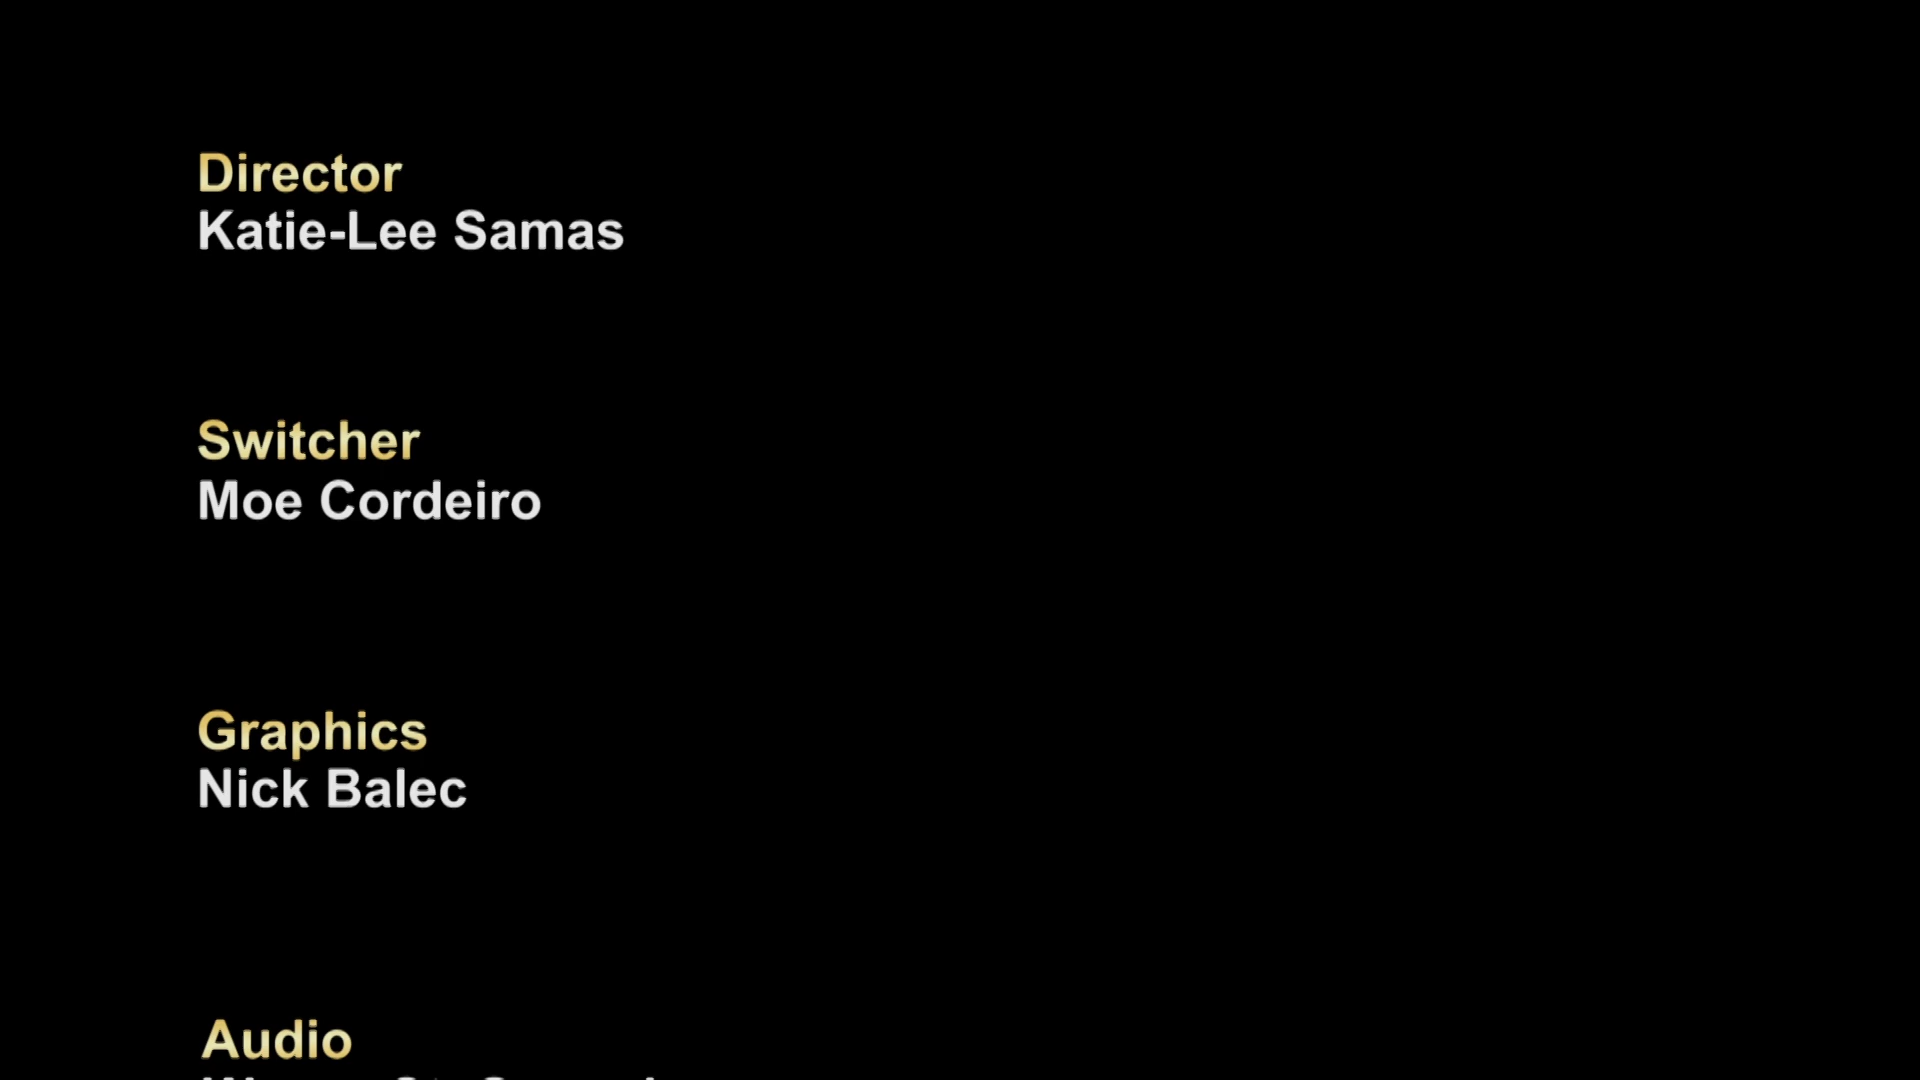 Director
Katie-Lee Samas
Switcher
Moe Cordeiro
Graphics
Nick Balec
Audio